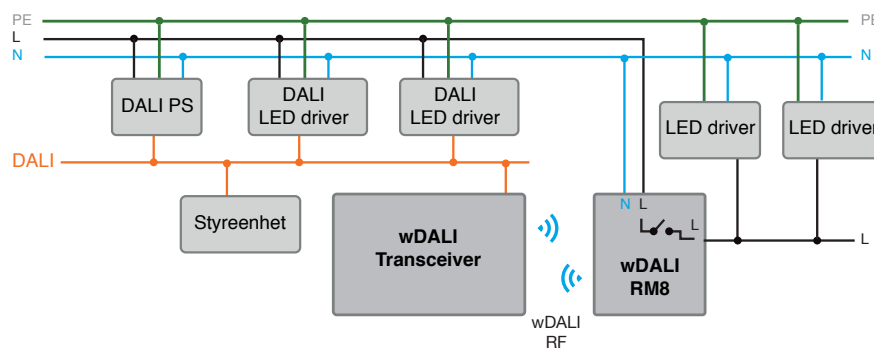 PE
PE
L
N
N
DALI PS
DALI
LED driver
DALI
LED driver
LED driver
LED driver
DALI
Styreenhet
wDALI
Transceiver
N L
L
wDALI
RM8
L
wDALI
RF